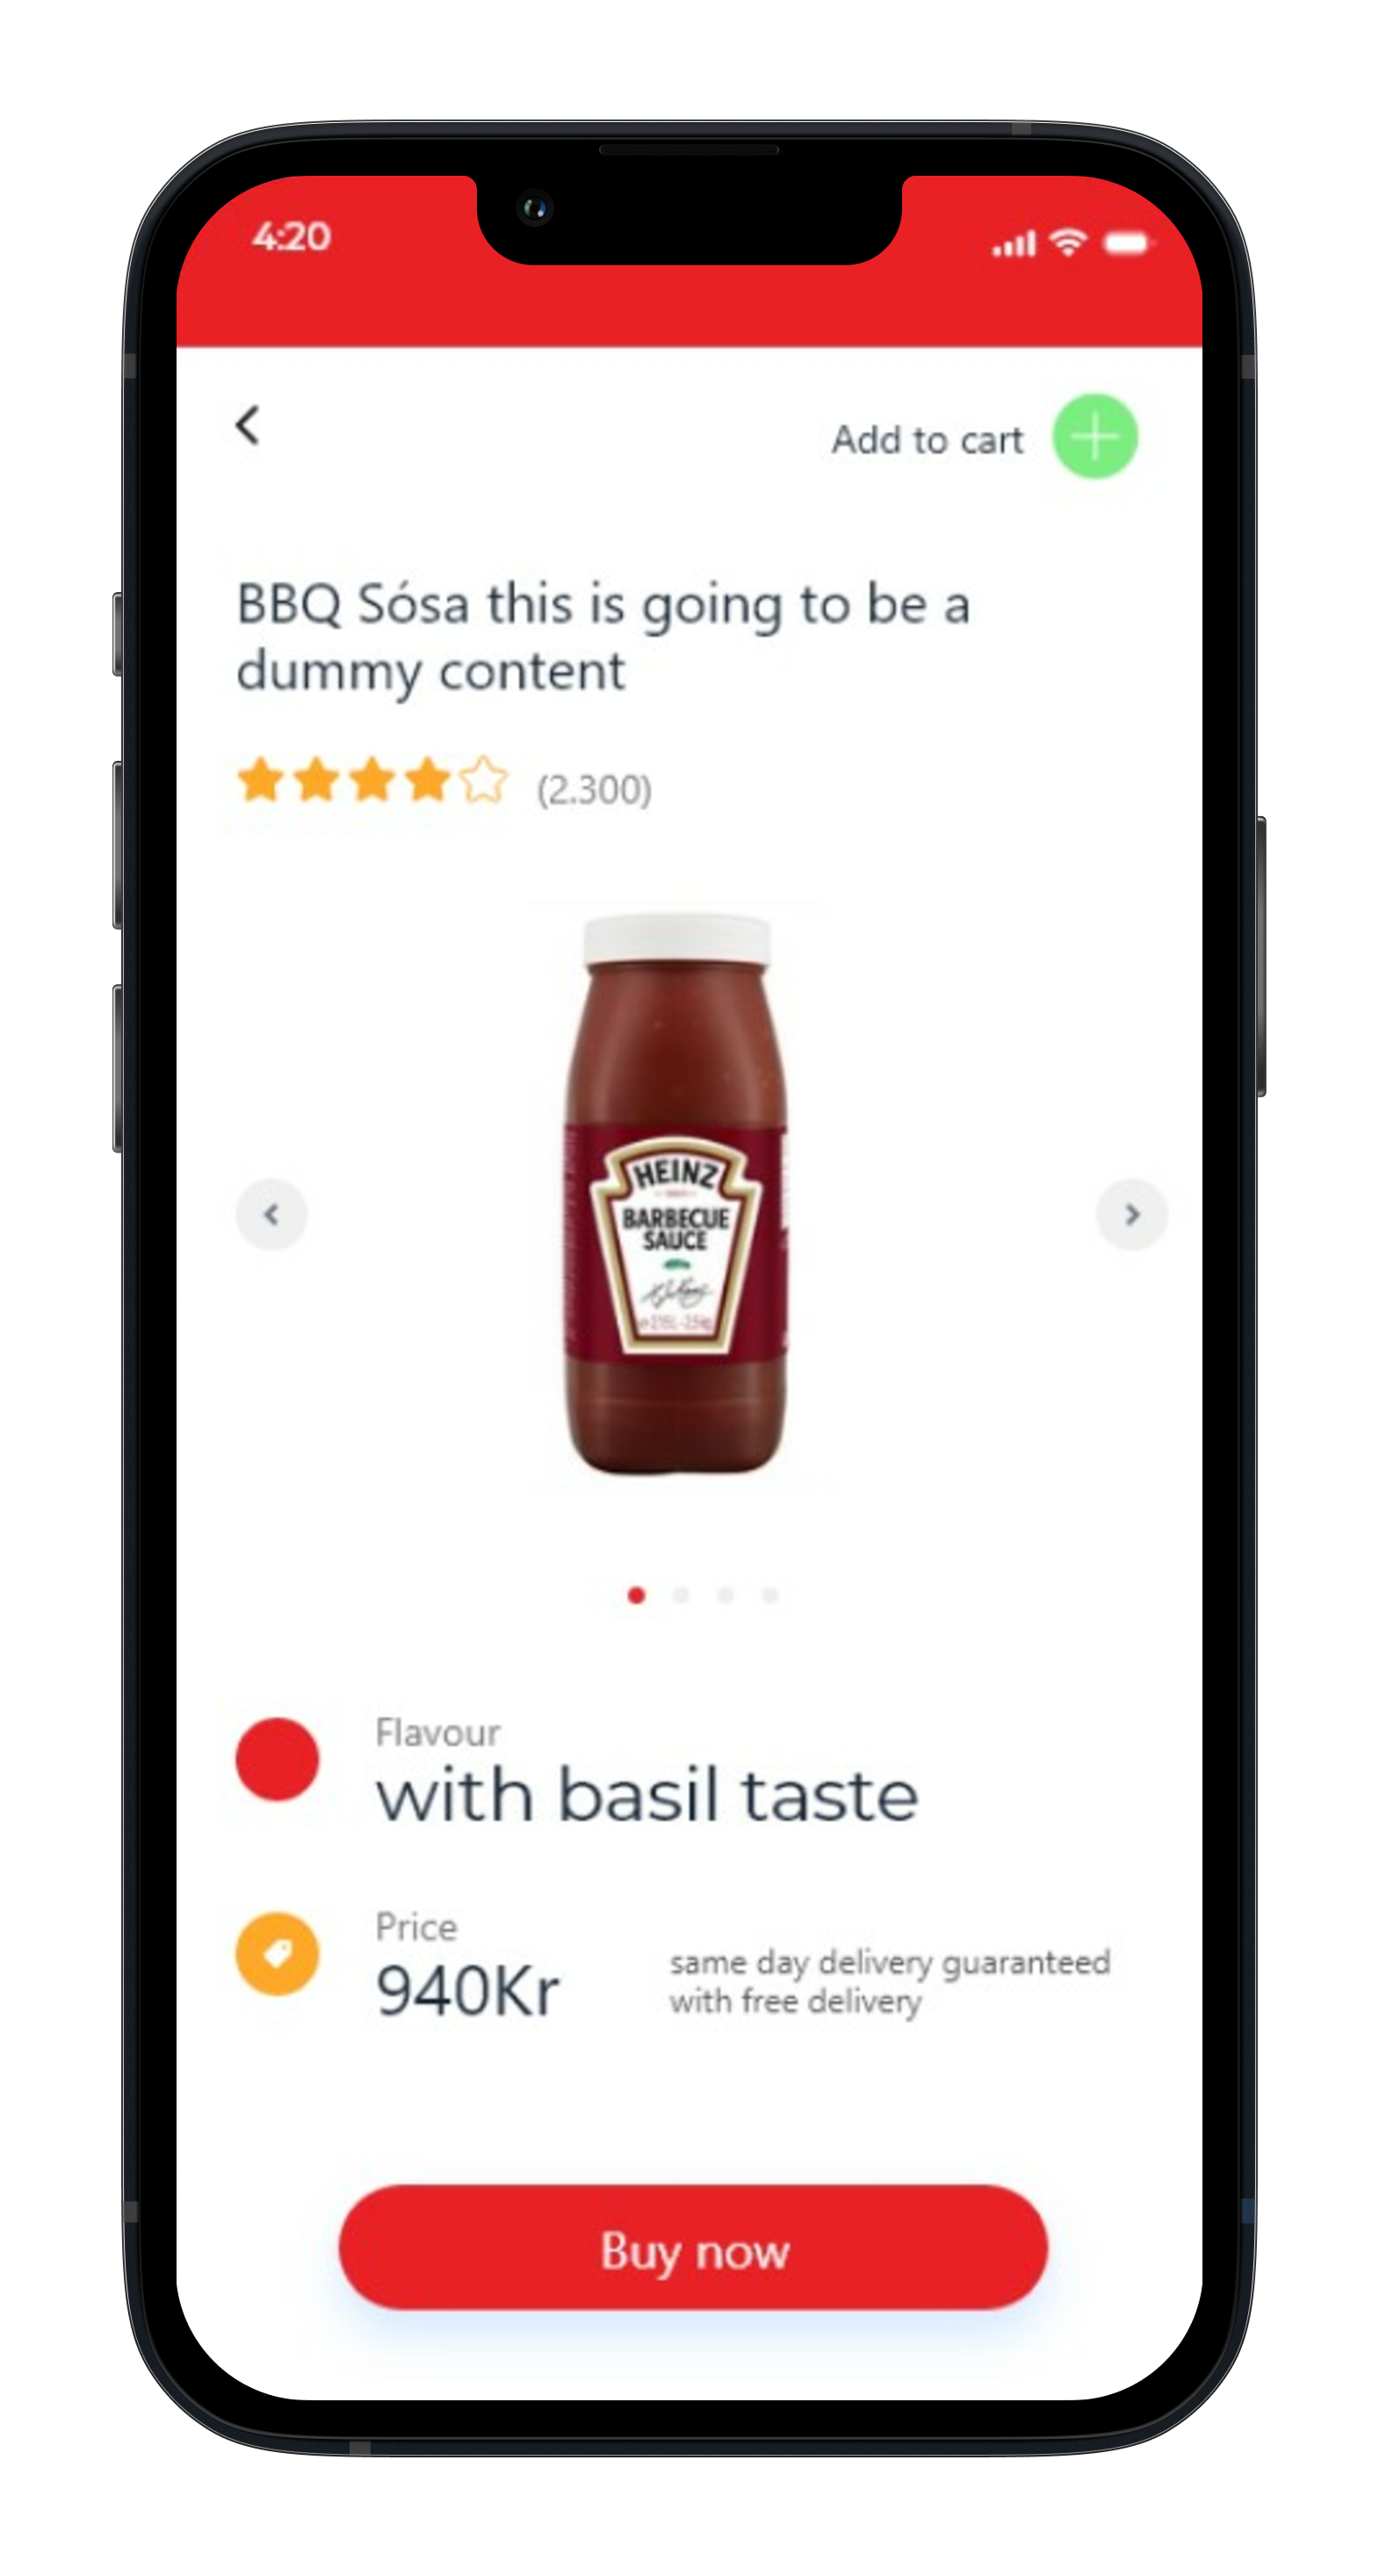 4:20
Add to cart
BBQ Sósa this is going to be a
dummy content
(2.300)
HEINZ
BARBECUE
SAUCE
Flavour
with basil taste
Price
940Kr
same day delivery guaranteed
with free delivery
Buy now